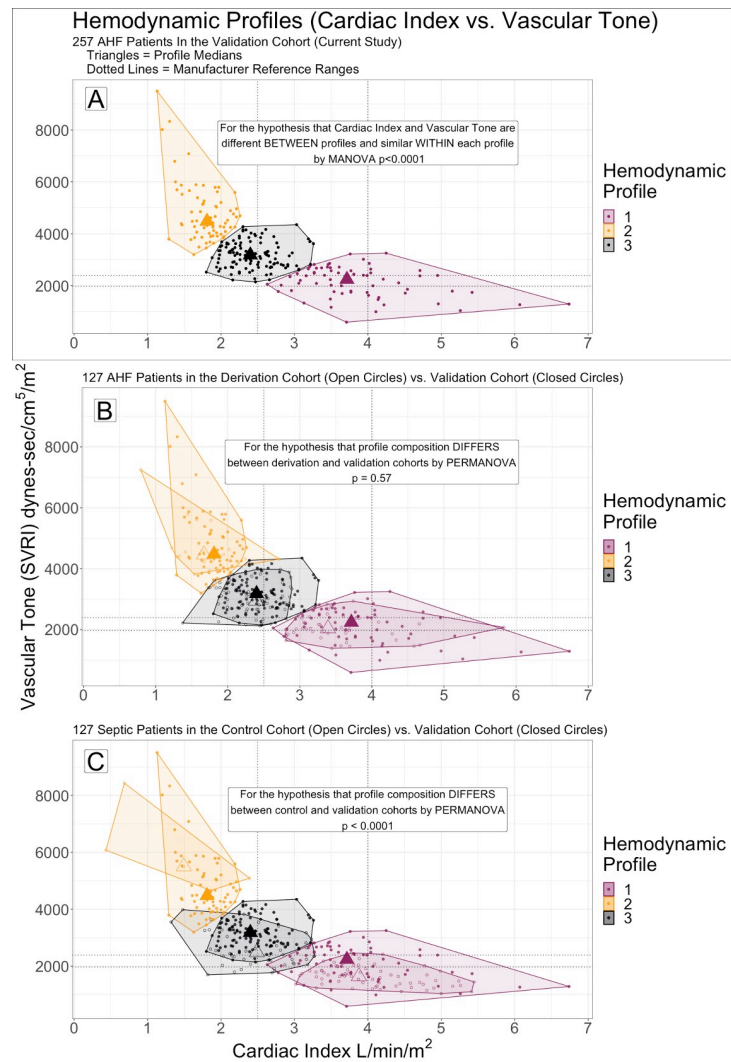 Hemodynamic Profiles (Cardiac Index vs. Vascular Tone)
257 AHF Patients In the Validation Cohort (Current Study)
Triangles = Profile Medians
Dotted Lines = Manufacturer Reference Ranges
A
For the hypothesis that Cardiac Index and Vascular Tone are
different BETWEEN profiles and similar WITHIN each profile
by MANOVA p<0.0001
8000
6000
4000
2000
0 1 2 3 4 5 6 7
Hemodynamic
Profile
1
2
3
127 AHF Patients in the Derivation Cohort (Open Circles) vs. Validation Cohort (Closed Circles)
B
For the hypothesis that profile composition DIFFERS
between derivation and validation cohorts by PERMANOVA
p = 0.57
8000
6000
4000
2000
0 1 2 3 4 5 6 7
Hemodynamic
Profile
1
2
3
Vascular Tone (SVRI) dynes-sec/cm⁵/m²
127 Septic Patients in the Control Cohort (Open Circles) vs. Validation Cohort (Closed Circles)
C
For the hypothesis that profile composition DIFFERS
between control and validation cohorts by PERMANOVA
p < 0.0001
8000
6000
4000
2000
0 1 2 3 4 5 6 7
Hemodynamic
Profile
1
2
3
Cardiac Index L/min/m²